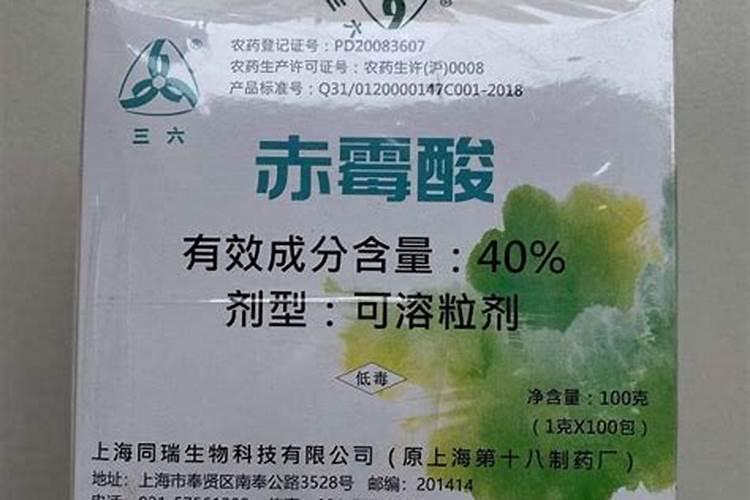 农药登记证号：PD20083607
农药生产许可证号：农药生许(沪)0008
产品标准号：Q31/0120000147C001-2018
三六
赤霉酸
有效成分含量：40%
剂型：可溶粒剂
低毒
净含量：100克
（1克X100包）
上海同瑞生物科技有限公司（原上海第十八制药厂）
地址：上海市奉贤区南奉公路3528号 邮编：201414